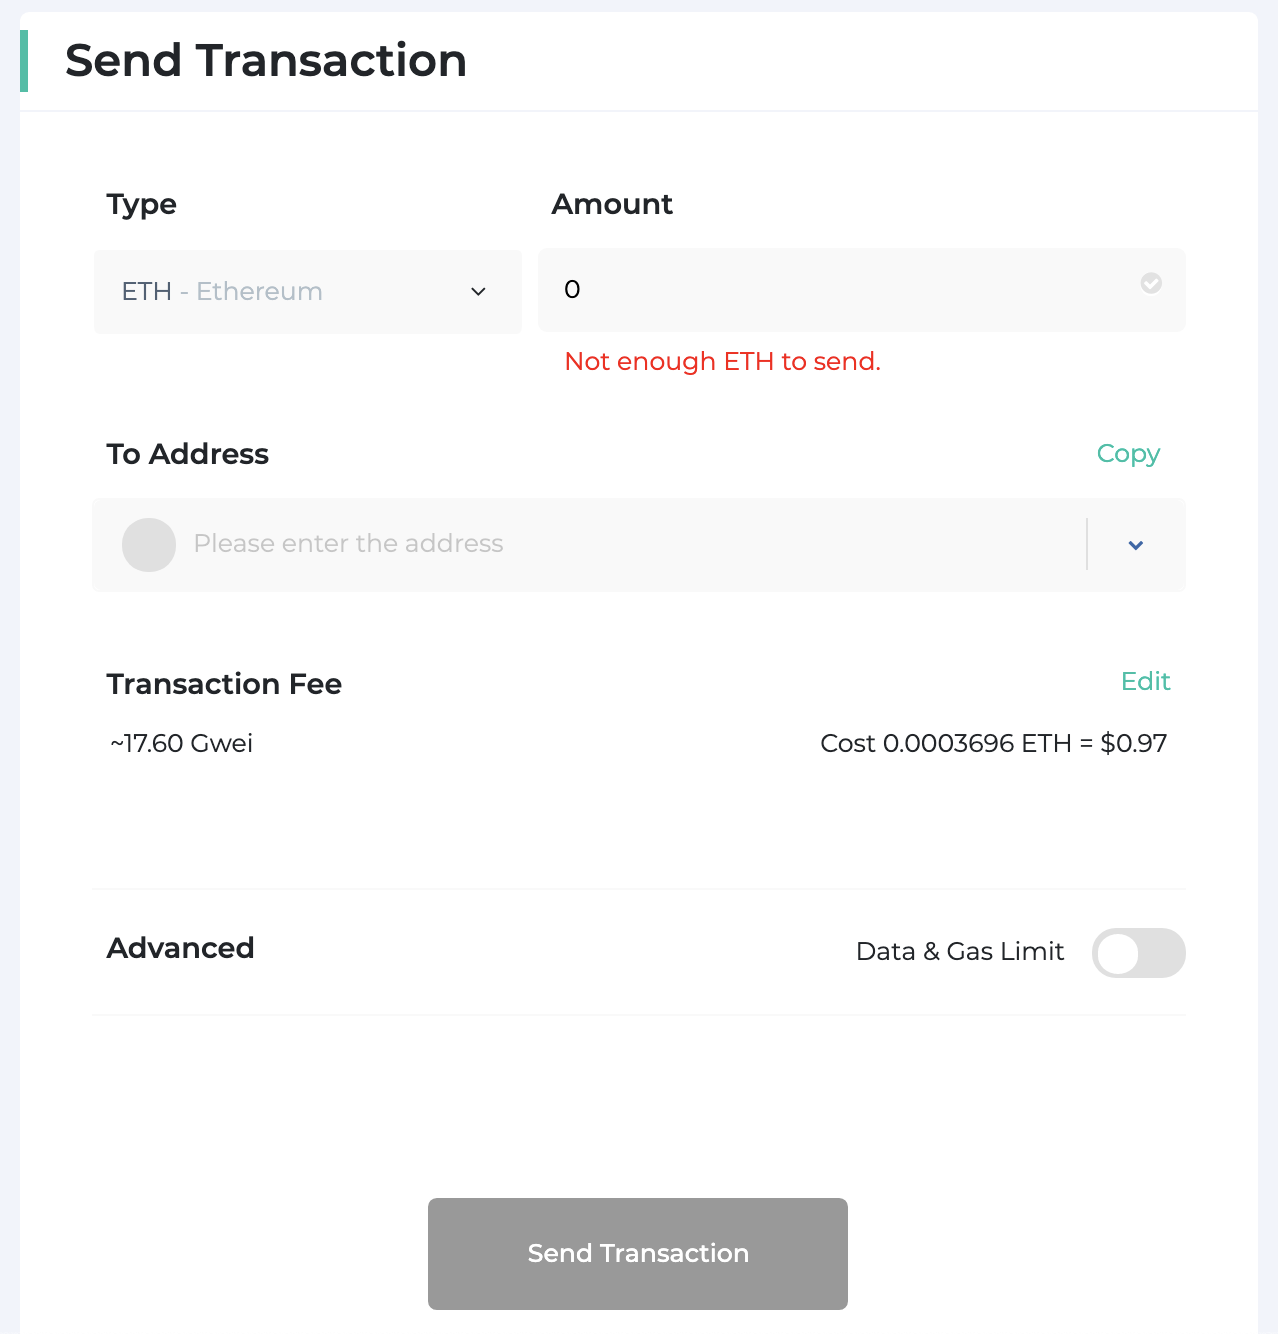 Send Transaction
Type
Amount
ETH - Ethereum
0
Not enough ETH to send.
To Address
Copy
Please enter the address
Transaction Fee
Edit
~17.60 Gwei
Cost 0.0003696 ETH = $0.97
Advanced
Data & Gas Limit
Send Transaction